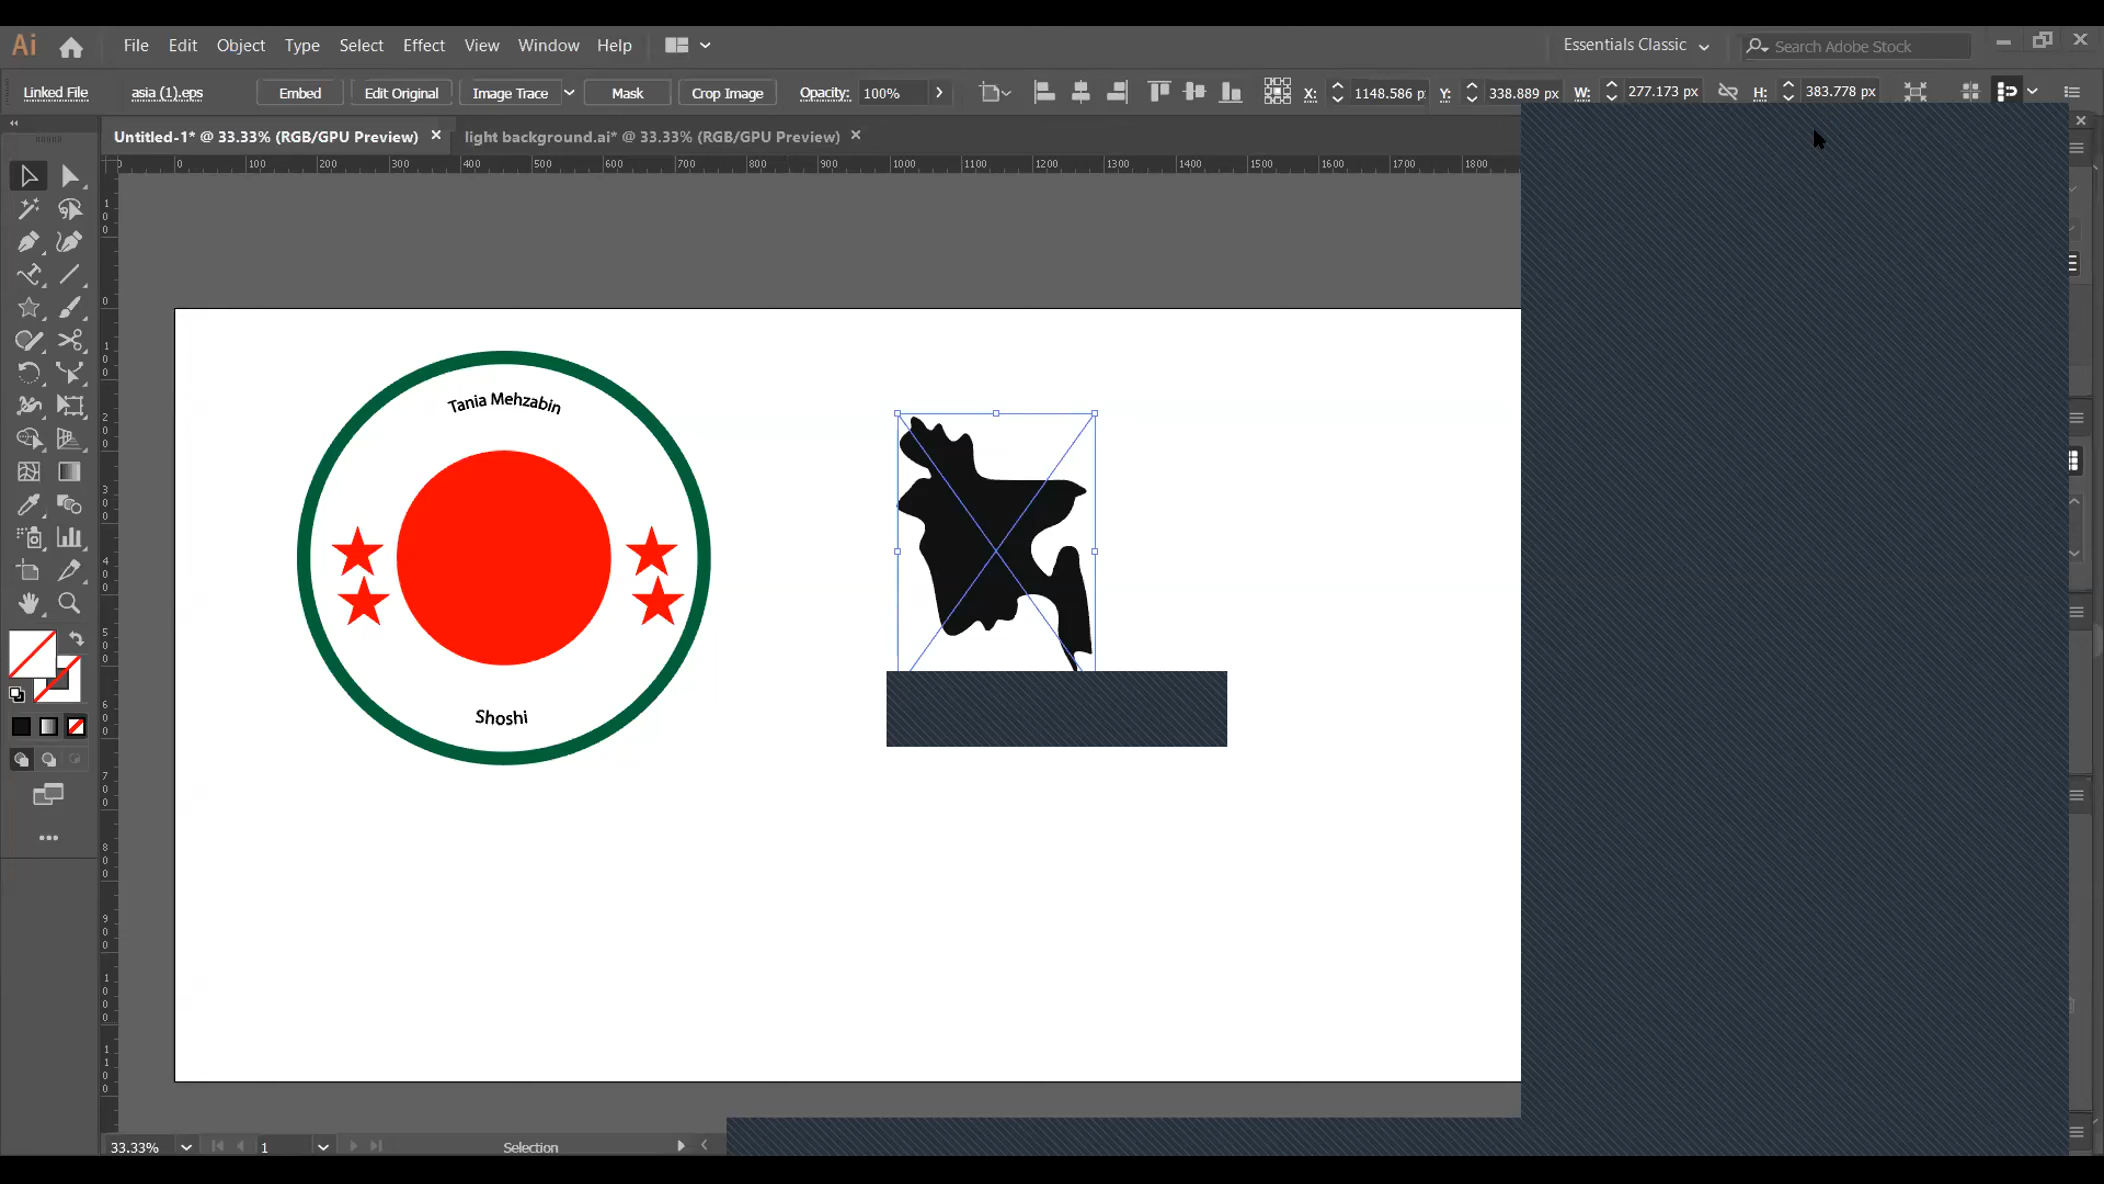 Ai File Edit Object Type Select Effect View Window Help Essentials Classic Search Adobe Stock
Linked File asia (1).eps Embed Edit Original Image Trace Mask Crop Image Opacity: 100% X: 1148.586 p Y: 338.889 px W: 277.173 px H: 383.778 px
Untitled-1* @ 33.33% (RGB/GPU Preview) light background.ai* @ 33.33% (RGB/GPU Preview)
0 100 200 300 400 500 600 700 800 900 1000 1100 1200 1300 1400 1500 1600 1700 1800
Tania Mehzabin
Shoshi
33.33% 1 Selection